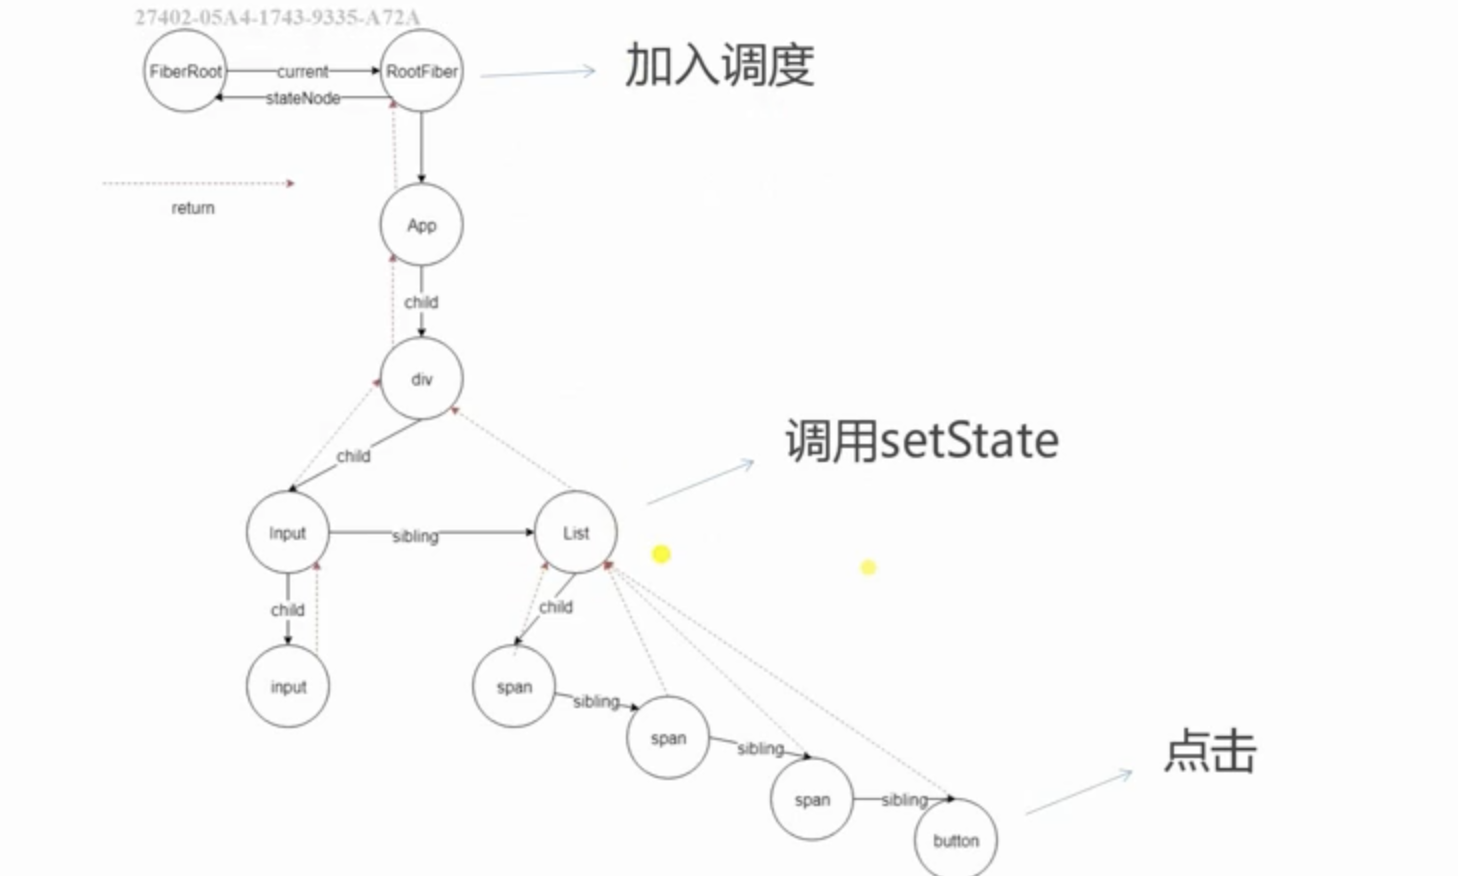 27402-05A4-1743-9335-A72A
FiberRoot
current
RootFiber
加入调度
stateNode
return
App
child
div
child
调用setState
Input
sibling
List
child
child
input
span
sibling
span
sibling
span
sibling
button
点击